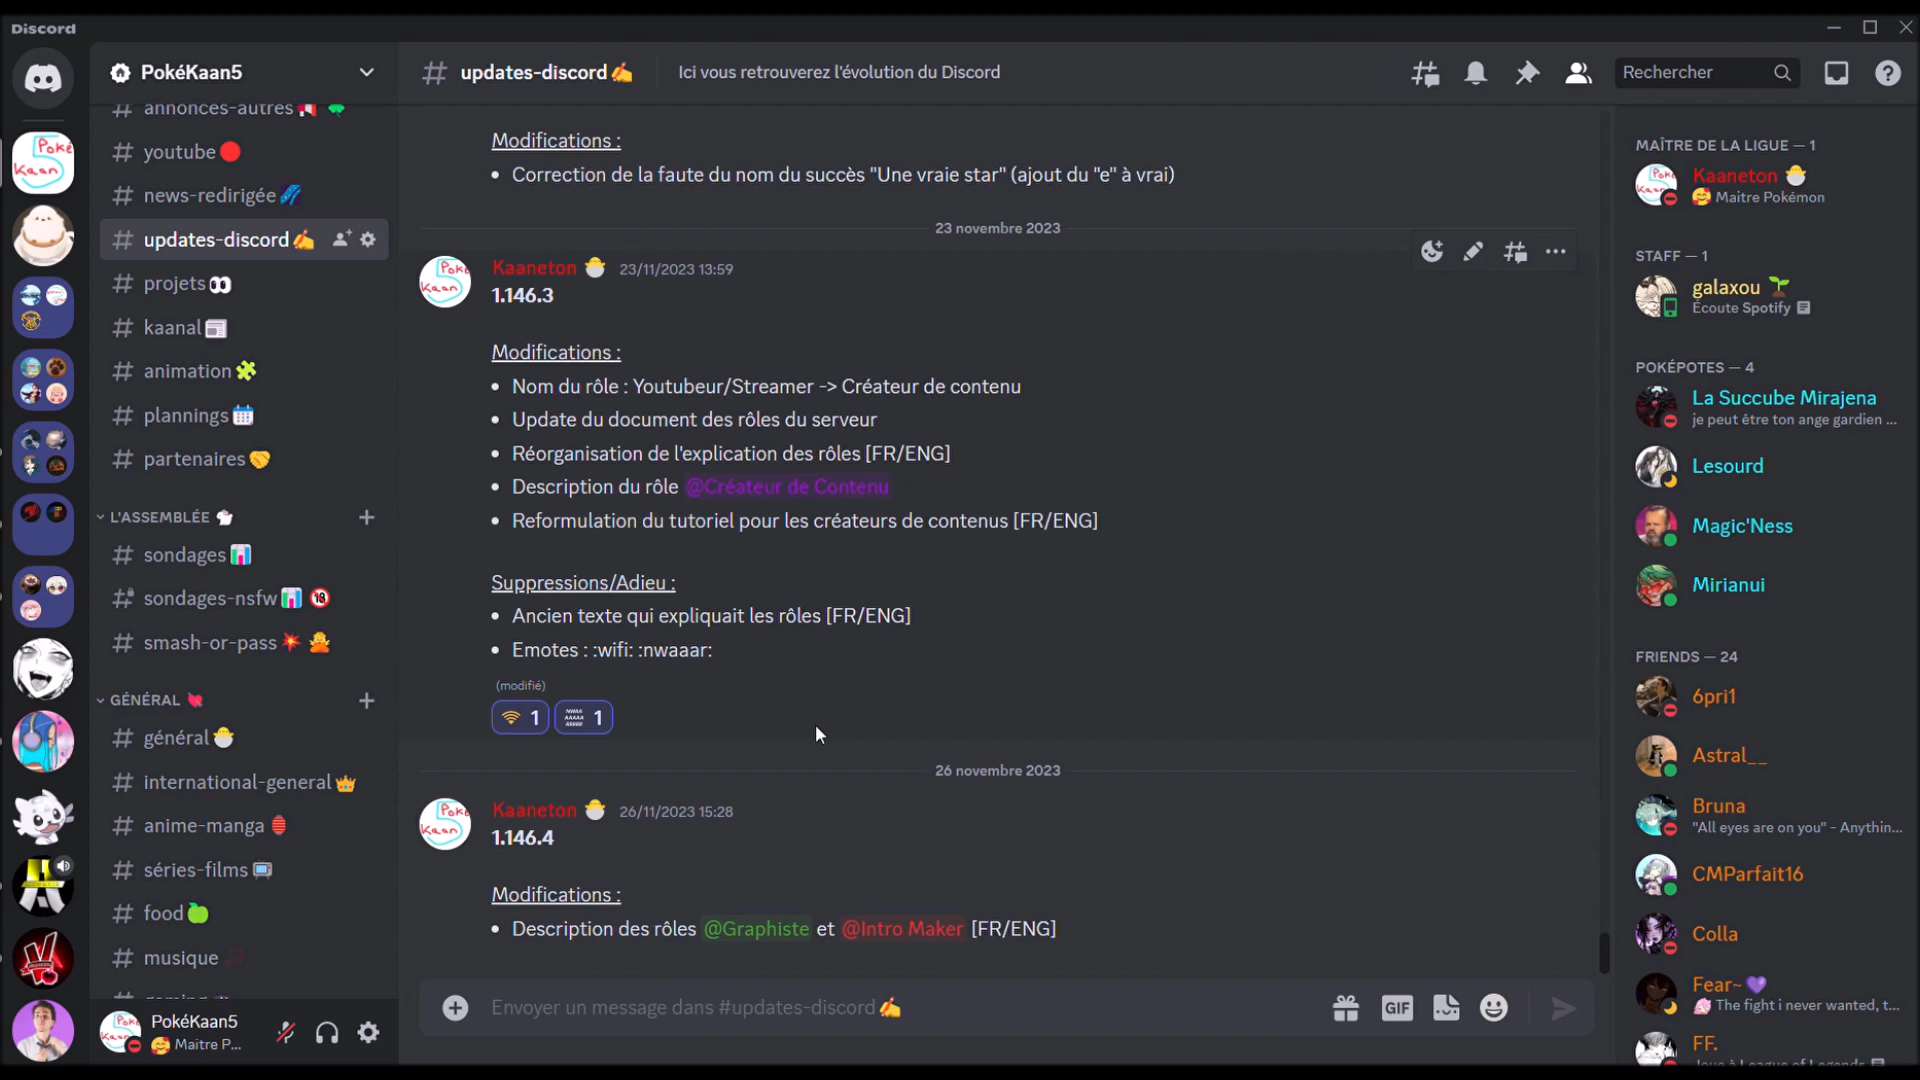 Discord
PokéKaan5
annonces-autres
youtube
news-redirigée
updates-discord
projets
kaanal
animation
plannings
partenaires
L'ASSEMBLÉE
sondages
sondages-nsfw
smash-or-pass
GÉNÉRAL
général
international-general
anime-manga
séries-films
food
musique
PokéKaan5
Maitre P...
updates-discord
Ici vous retrouverez l'évolution du Discord
Rechercher
Modifications :
• Correction de la faute du nom du succès "Une vraie star" (ajout du "e" à vrai)
23 novembre 2023
Kaaneton 23/11/2023 13:59
1.146.3
Modifications :
• Nom du rôle : Youtubeur/Streamer -> Créateur de contenu
• Update du document des rôles du serveur
• Réorganisation de l'explication des rôles [FR/ENG]
• Description du rôle @Créateur de Contenu
• Reformulation du tutoriel pour les créateurs de contenus [FR/ENG]
Suppressions/Adieu :
• Ancien texte qui expliquait les rôles [FR/ENG]
• Emotes : :wifi: :nwaaar:
(modifié)
1 1
26 novembre 2023
Kaaneton 26/11/2023 15:28
1.146.4
Modifications :
• Description des rôles @Graphiste et @Intro Maker [FR/ENG]
Envoyer un message dans #updates-discord
GIF
MAÎTRE DE LA LIGUE — 1
Kaaneton
Maitre Pokémon
STAFF — 1
galaxou
Écoute Spotify
POKÉPOTES — 4
La Succube Mirajena
je peut être ton ange gardien ...
Lesourd
Magic'Ness
Mirianui
FRIENDS — 24
6pri1
Astral__
Bruna
"All eyes are on you" - Anythin...
CMParfait16
Colla
Fear~
The fight i never wanted, t...
FF.
Joue à League of Legends